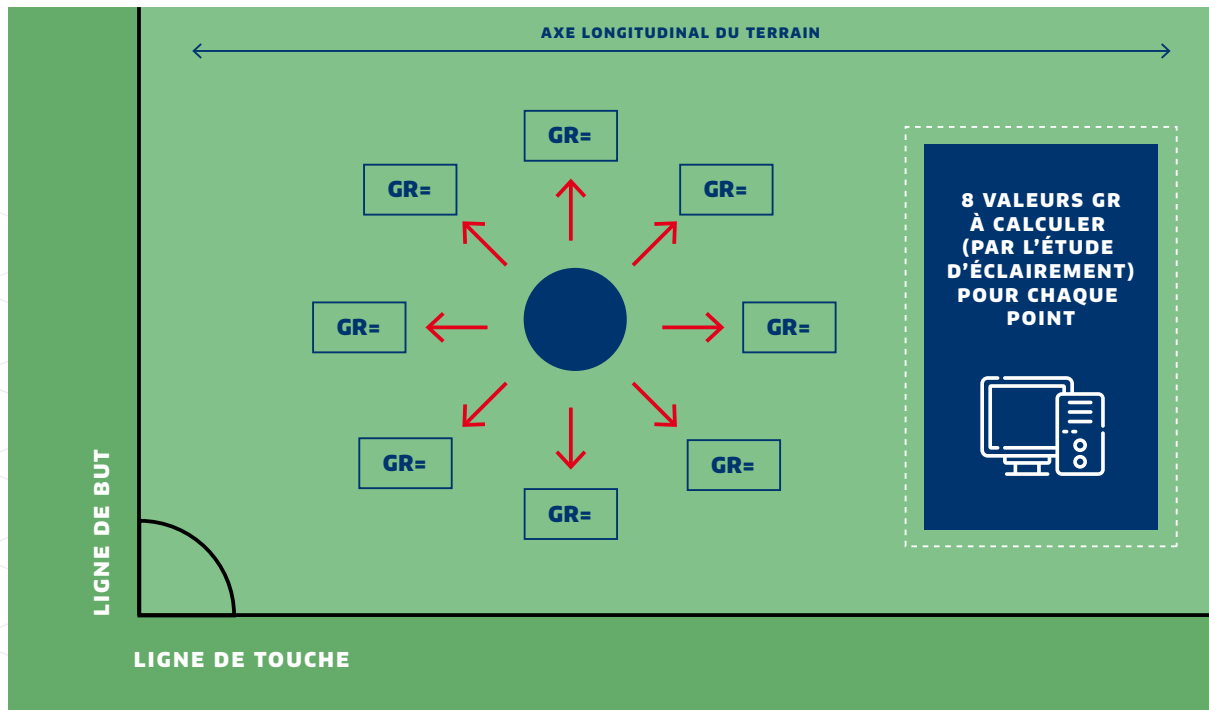 AXE LONGITUDINAL DU TERRAIN
GR=
GR=
GR=
GR=
GR=
GR=
GR=
GR=
8 VALEURS GR
À CALCULER
(PAR L'ÉTUDE
D'ÉCLAIREMENT)
POUR CHAQUE
POINT
LIGNE DE BUT
LIGNE DE TOUCHE